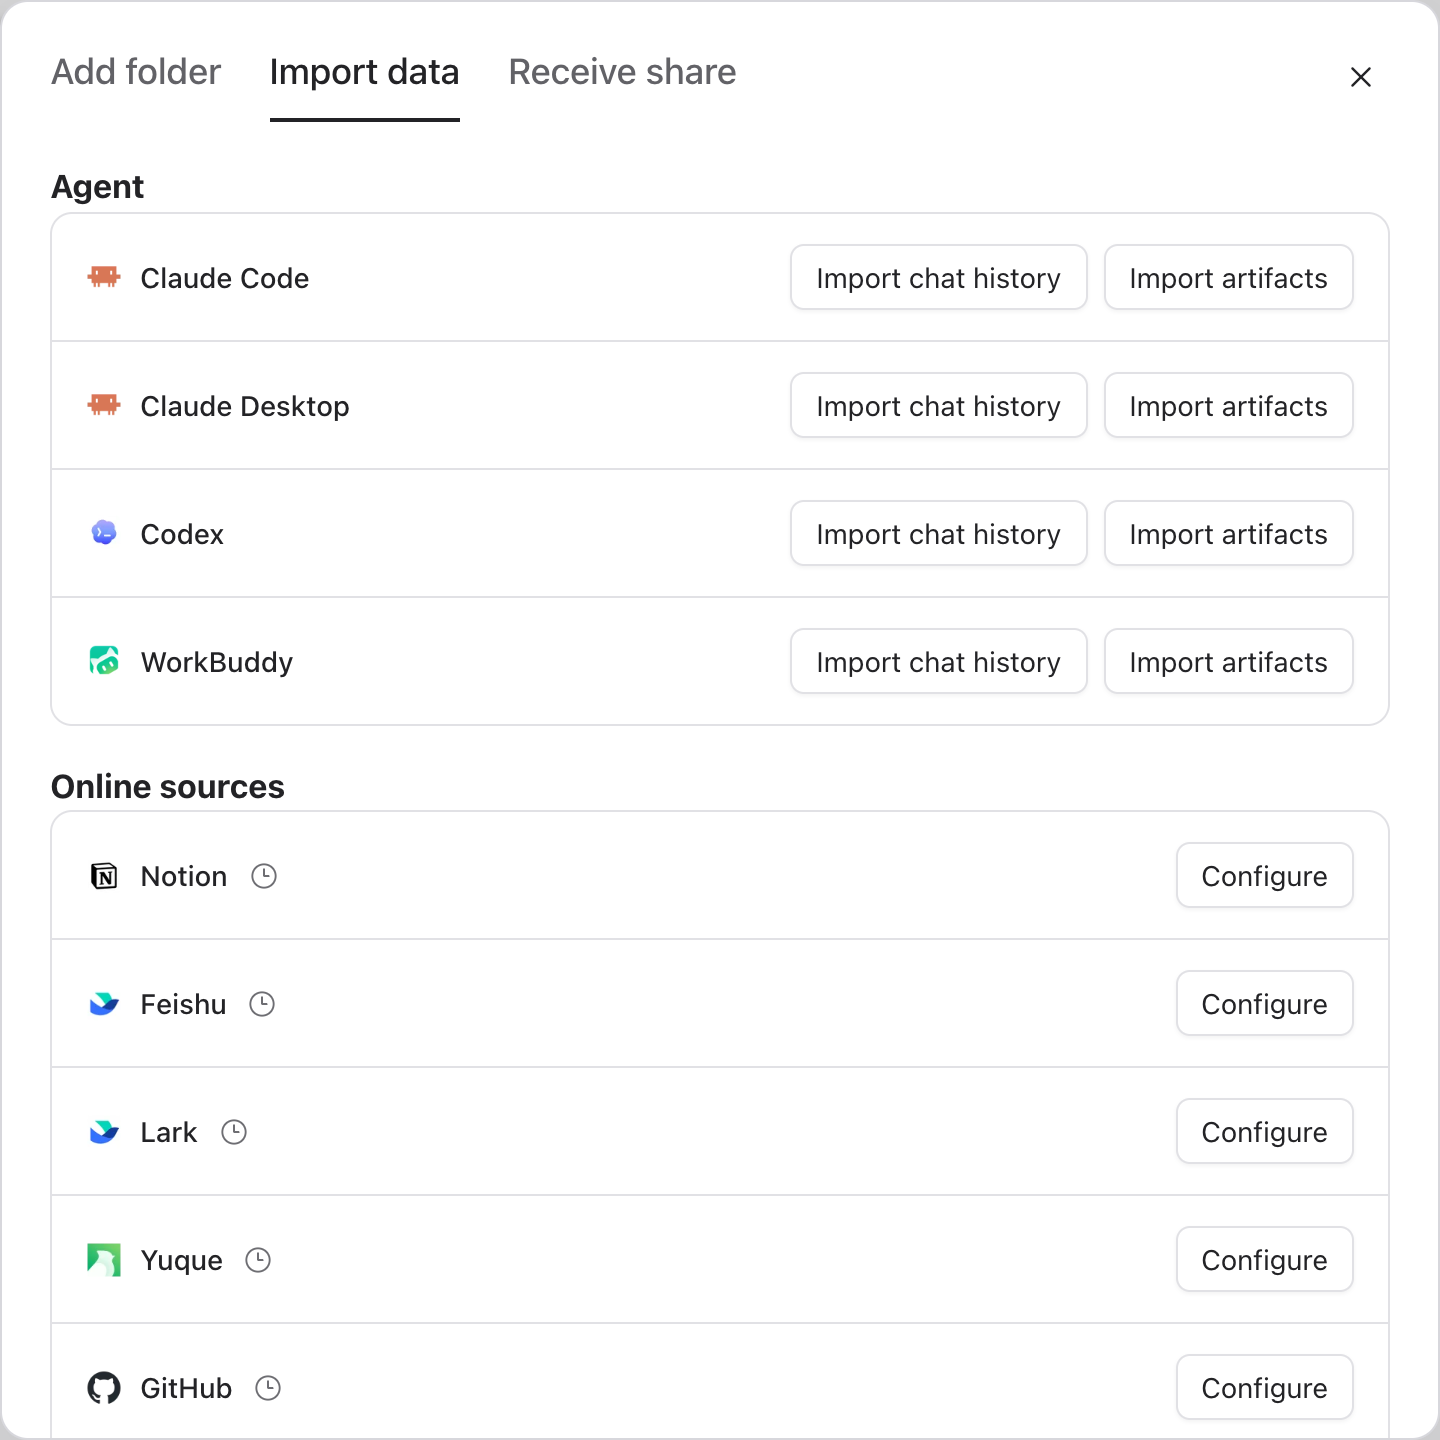 Add folder Import data Receive share
Agent
Claude Code Import chat history Import artifacts
Claude Desktop Import chat history Import artifacts
Codex Import chat history Import artifacts
WorkBuddy Import chat history Import artifacts
Online sources
Notion Configure
Feishu Configure
Lark Configure
Yuque Configure
GitHub Configure